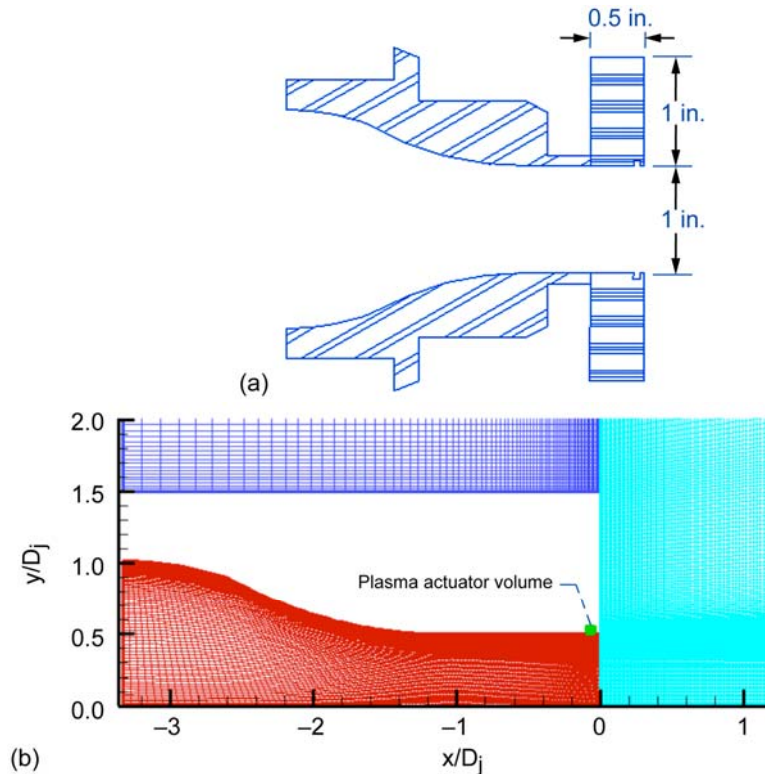 0.5 in.
1 in.
1 in.
(a)
2.0
1.5
1.0
0.5
0.0
y/Dj
Plasma actuator volume
–3
–2
–1
0
1
x/Dj
(b)